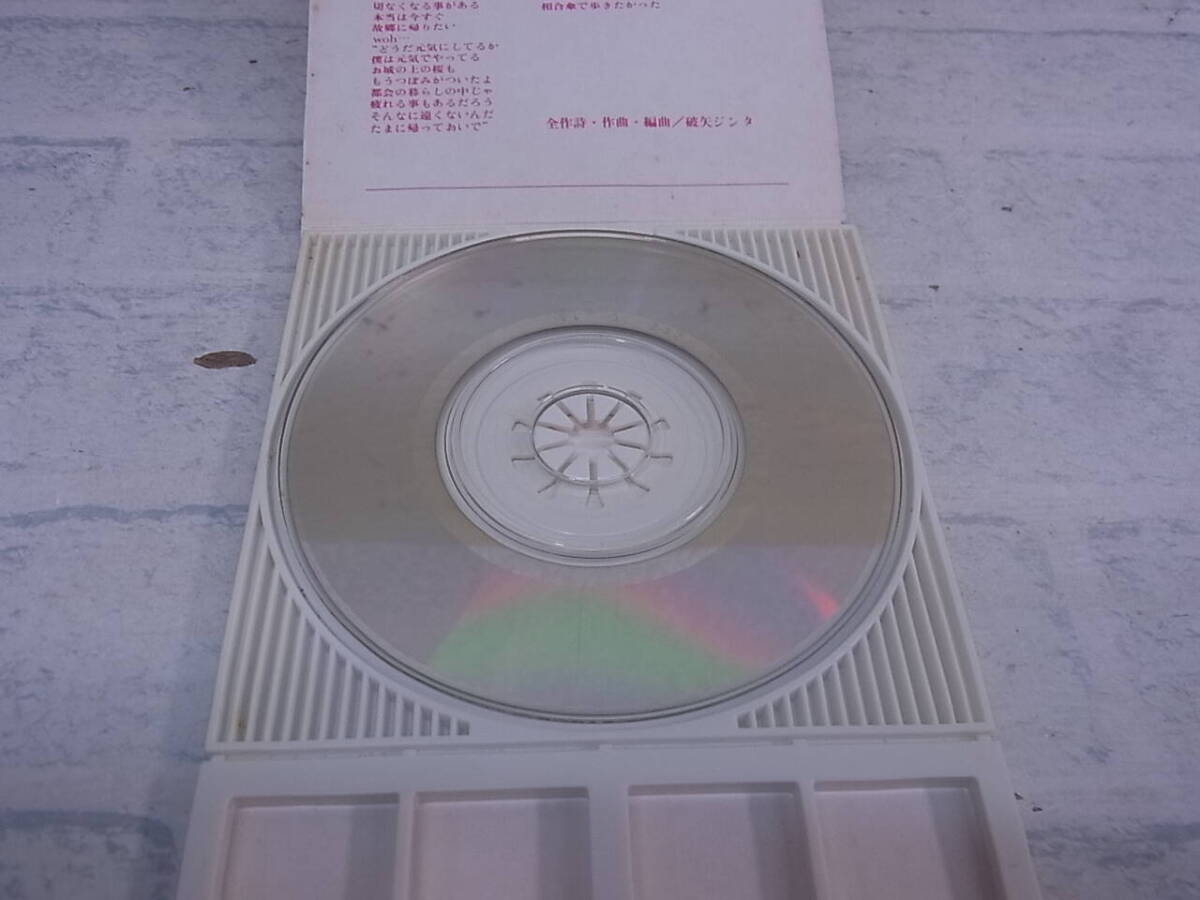 切なくなる事がある
本当は今すぐ
故郷に帰りたい
woh…
"どうだ元気にしてるか
僕は元気でやってる
お城の上の桜も
もうつぼみがついたよ
都会の暮らしの中じゃ
疲れる事もあるだろう
そんなに遠くないんだ
たまに帰っておいで"
相合傘で歩きたかった
全作詩・作曲・編曲／破矢ジンタ